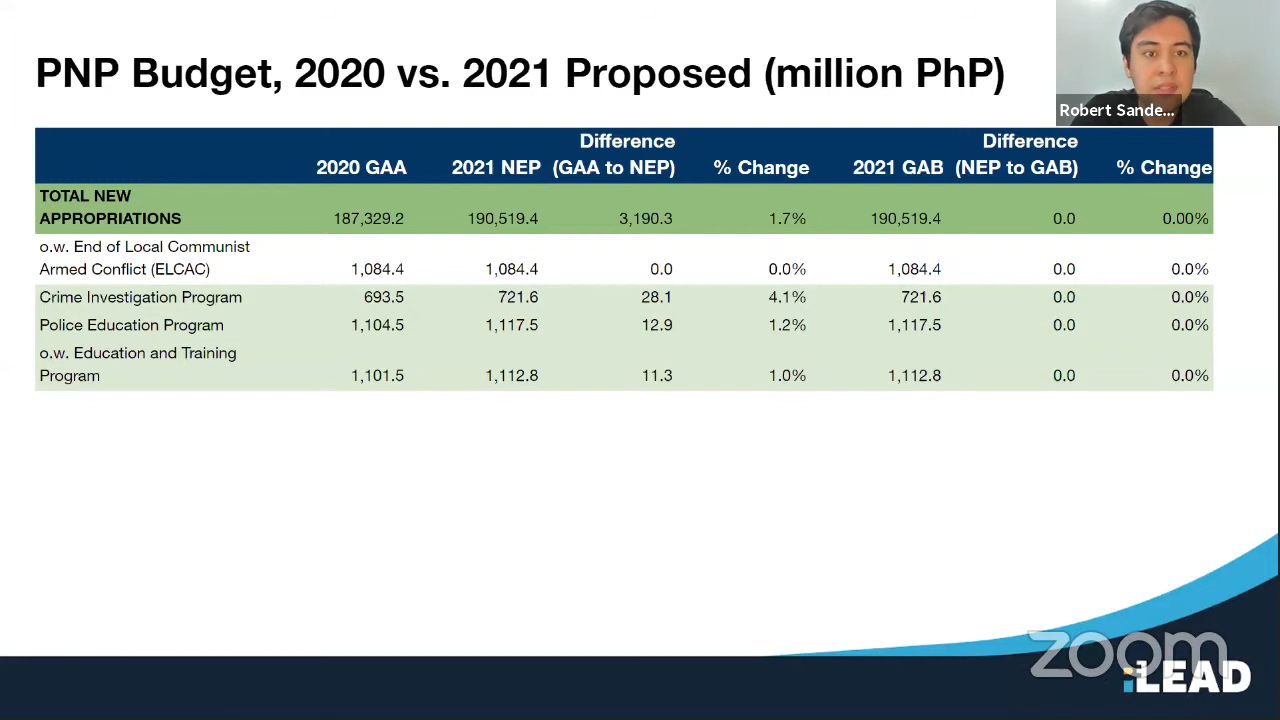 PNP Budget, 2020 vs. 2021 Proposed (million PhP)
Robert Sande...
2020 GAA 2021 NEP Difference (GAA to NEP) % Change 2021 GAB Difference (NEP to GAB) % Change
TOTAL NEW
APPROPRIATIONS 187,329.2 190,519.4 3,190.3 1.7% 190,519.4 0.0 0.00%
o.w. End of Local Communist
Armed Conflict (ELCAC) 1,084.4 1,084.4 0.0 0.0% 1,084.4 0.0 0.0%
Crime Investigation Program 693.5 721.6 28.1 4.1% 721.6 0.0 0.0%
Police Education Program 1,104.5 1,117.5 12.9 1.2% 1,117.5 0.0 0.0%
o.w. Education and Training
Program 1,101.5 1,112.8 11.3 1.0% 1,112.8 0.0 0.0%
zoom
iLEAD